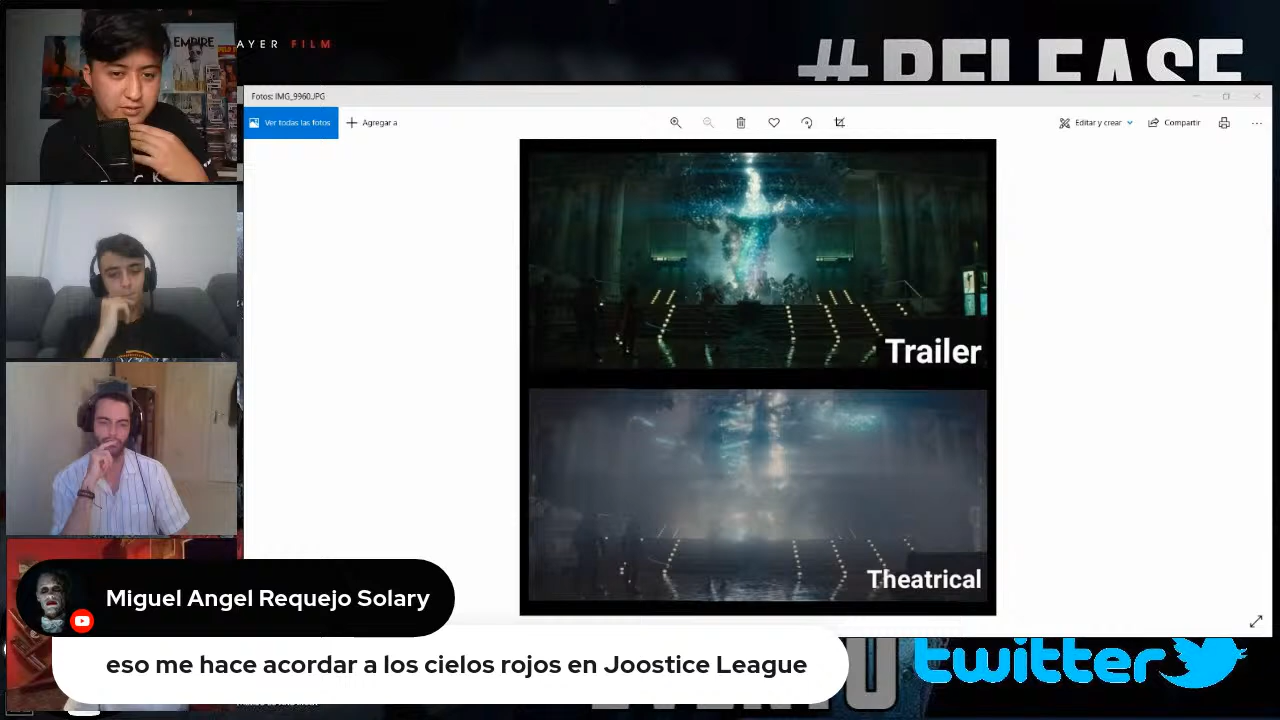 EMPIRE
AYER FILM
#RELEASE
Fotos: IMG_9960.JPG
Ver todas las fotos
Agregar a
Editar y crear
Compartir
Trailer
Theatrical
Miguel Angel Requejo Solary
eso me hace acordar a los cielos rojos en Joostice League
twitter